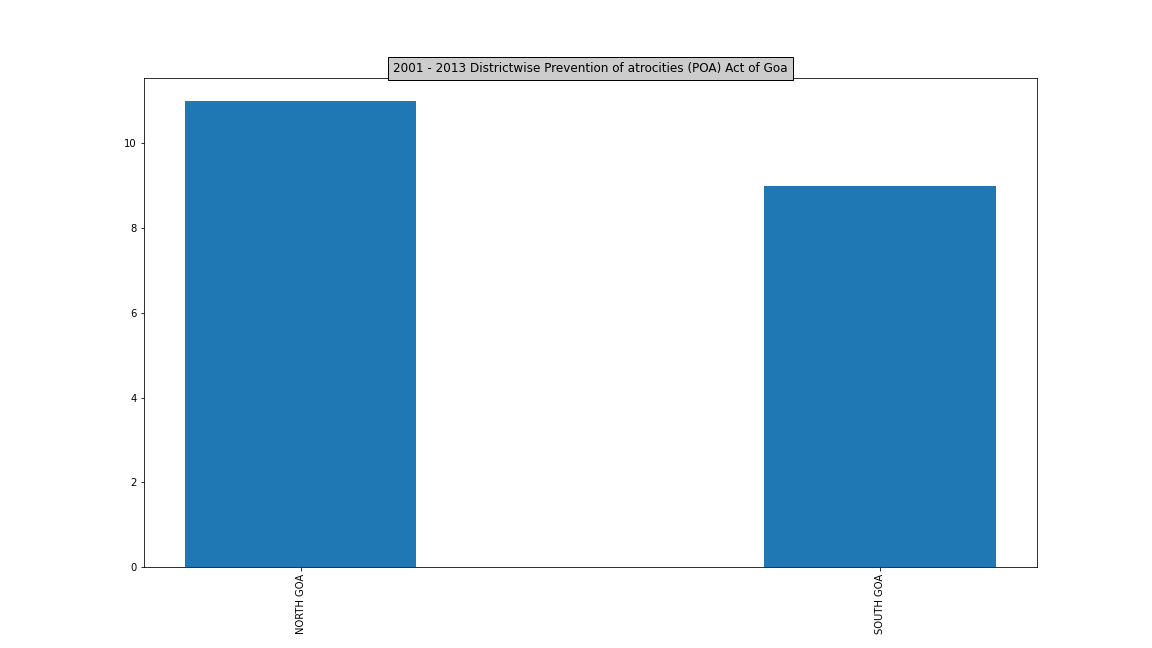 2001 - 2013 Districtwise Prevention of atrocities (POA) Act of Goa
10
8
6
4
2
0
NORTH GOA
SOUTH GOA